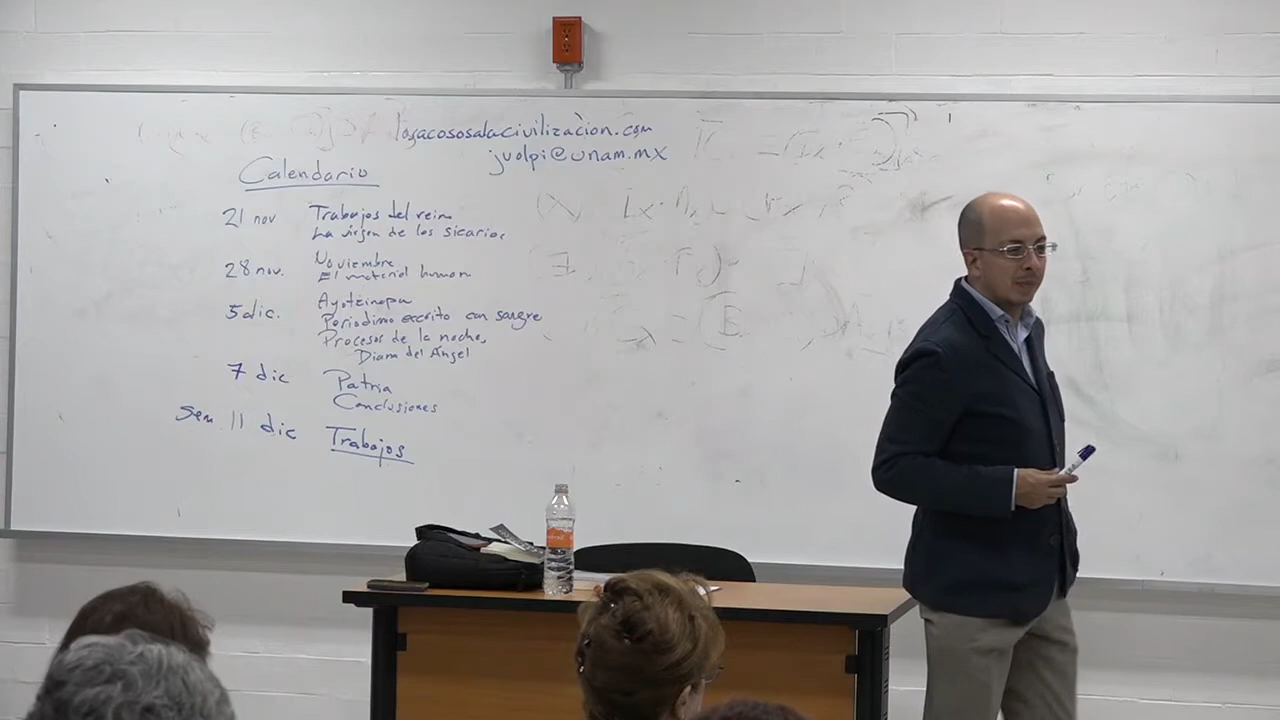 losacososalacivilizacion.com
jvolpi@unam.mx
Calendario
21 nov Trabajos del reino
La virgen de los sicarios
28 nov. Noviembre
El material humano
5 dic. Ayotzinapa
Periodismo escrito con sangre
Procesos de la noche,
Diana del Ángel
7 dic Patria
Conclusiones
Sem 11 dic Trabajos